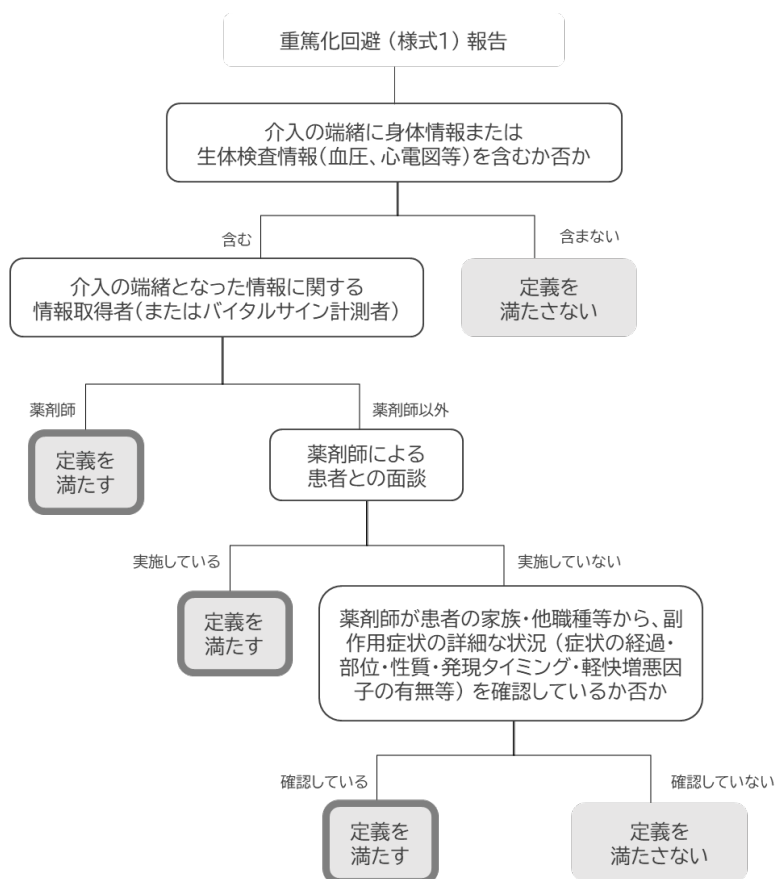 重篤化回避（様式1）報告
介入の端緒に身体情報または
生体検査情報（血圧、心電図等）を含むか否か
含む
含まない
介入の端緒となった情報に関する
情報取得者（またはバイタルサイン計測者）
定義を
満たさない
薬剤師
薬剤師以外
定義を
満たす
薬剤師による
患者との面談
実施している
実施していない
定義を
満たす
薬剤師が患者の家族・他職種等から、副
作用症状の詳細な状況（症状の経過・
部位・性質・発現タイミング・軽快増悪因
子の有無等）を確認しているか否か
確認している
確認していない
定義を
満たす
定義を
満たさない